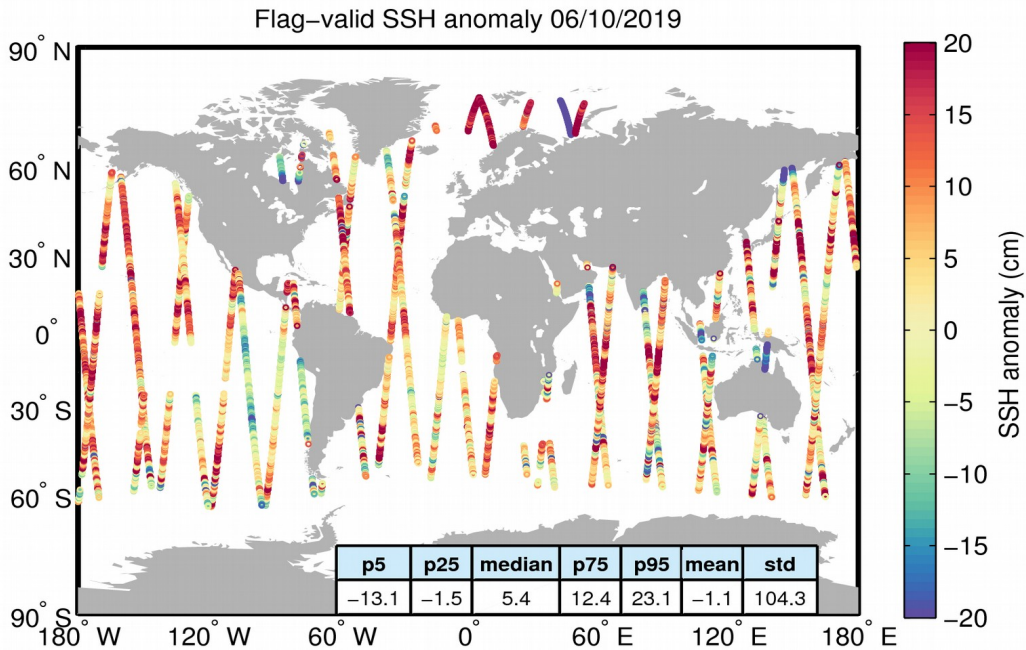 Flag−valid SSH anomaly 06/10/2019
90° N
60° N
30° N
0°
30° S
60° S
90° S
180° W
120° W
60° W
0°
60° E
120° E
180° E
p5 p25 median p75 p95 mean std
−13.1 −1.5 5.4 12.4 23.1 −1.1 104.3
20
15
10
5
0
−5
−10
−15
−20
SSH anomaly (cm)